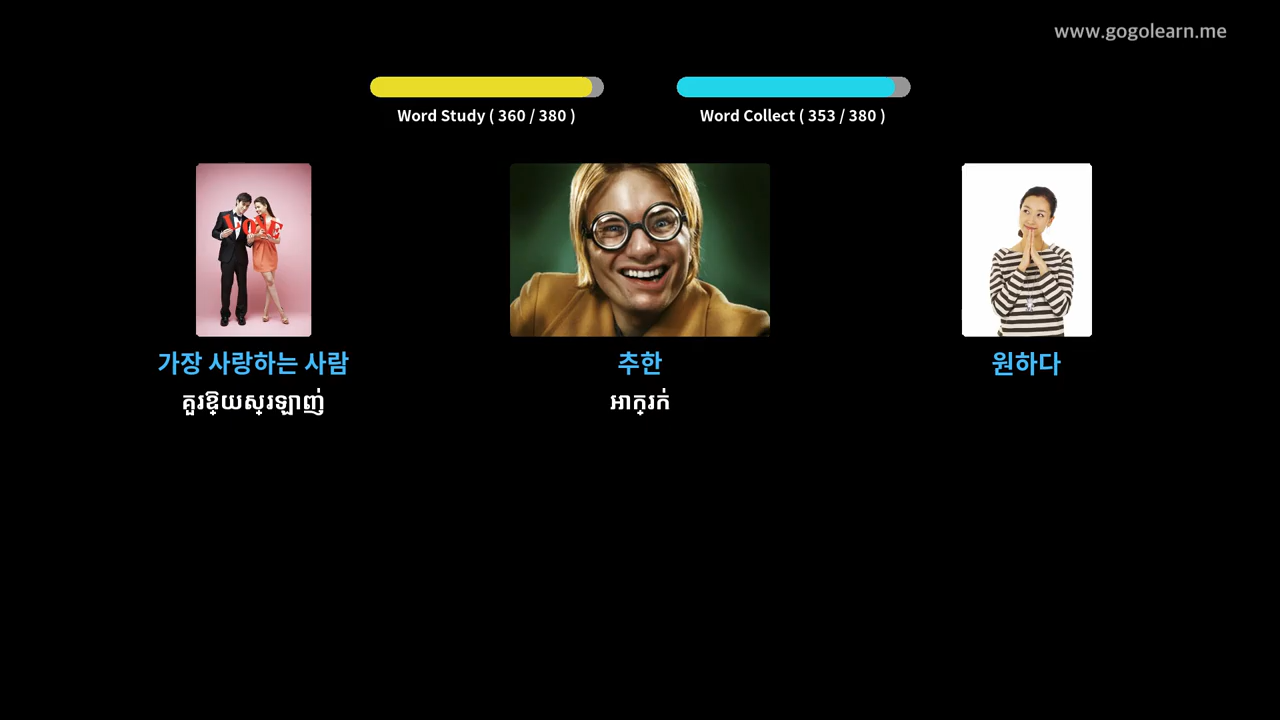 www.gogolearn.me
Word Study ( 360 / 380 )
Word Collect ( 353 / 380 )
LOVE
가장 사랑하는 사람
추한
원하다
គួរឱ្យស្រឡាញ់
អាក្រក់